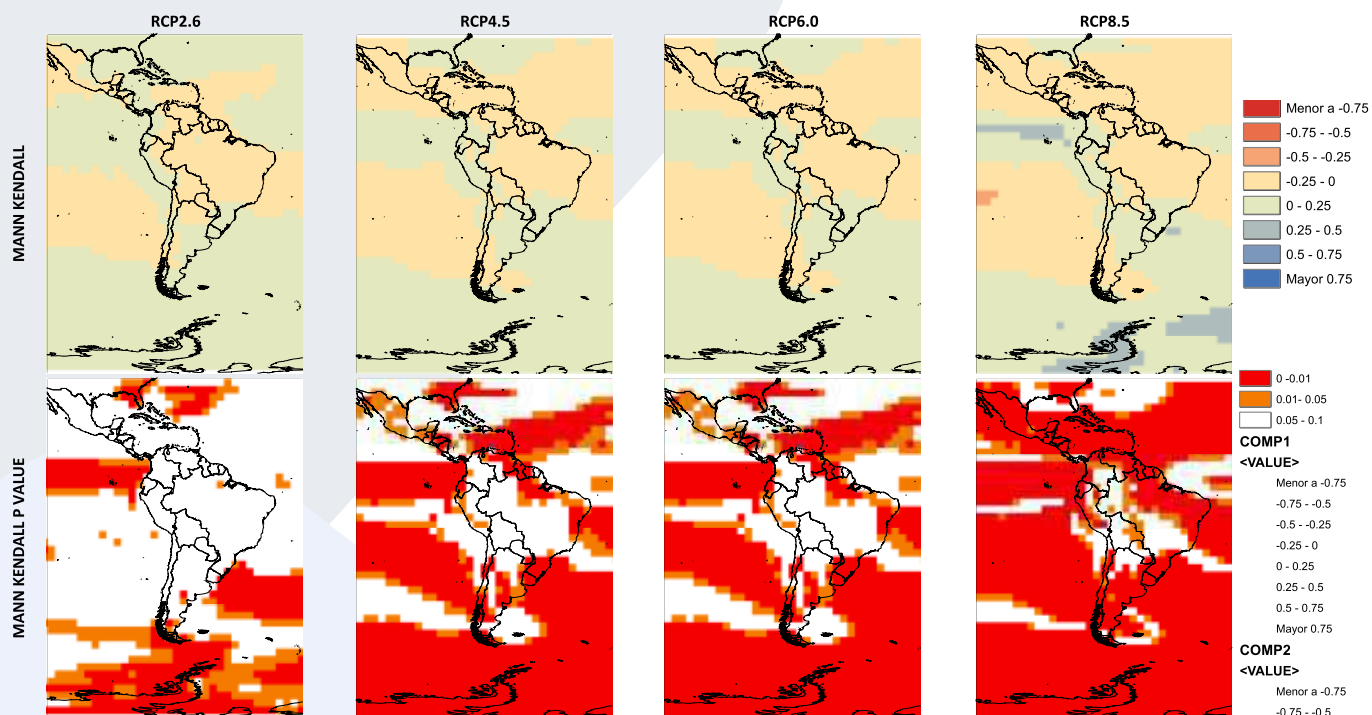 RCP2.6
RCP4.5
RCP6.0
RCP8.5
MANN KENDALL
Menor a -0.75
-0.75 - -0.5
-0.5 - -0.25
-0.25 - 0
0 - 0.25
0.25 - 0.5
0.5 - 0.75
Mayor 0.75
MANN KENDALL P VALUE
0 -0.01
0.01- 0.05
0.05 - 0.1
COMP1
<VALUE>
Menor a -0.75
-0.75 - -0.5
-0.5 - -0.25
-0.25 - 0
0 - 0.25
0.25 - 0.5
0.5 - 0.75
Mayor 0.75
COMP2
<VALUE>
Menor a -0.75
-0.75 - -0.5